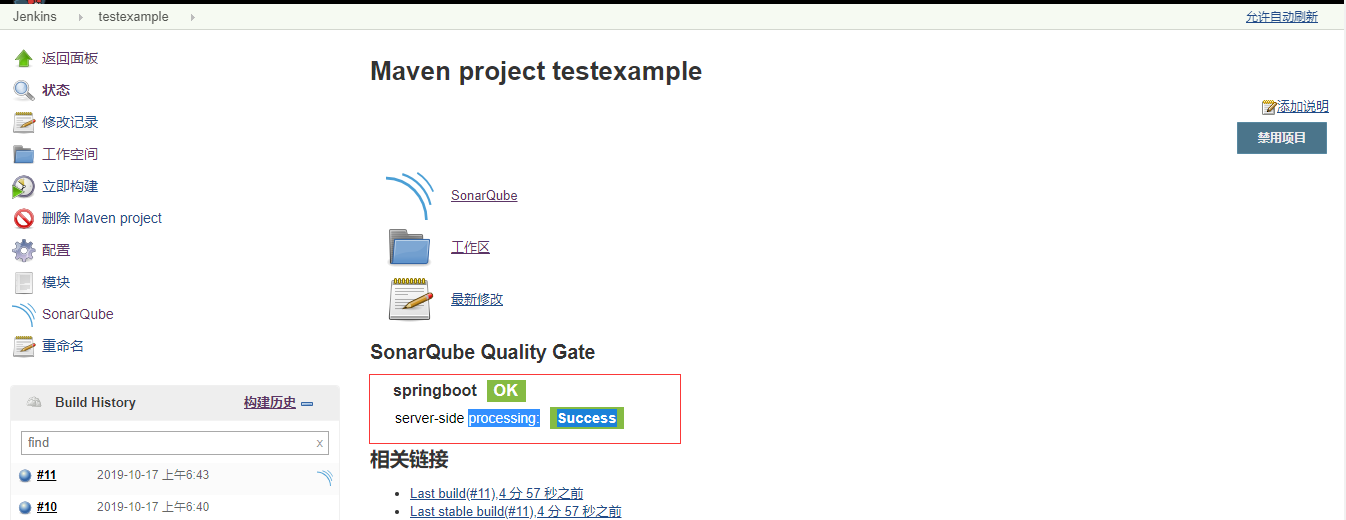 Jenkins testexample 允许自动刷新
返回面板
状态
修改记录
工作空间
立即构建
删除 Maven project
配置
模块
SonarQube
重命名
Build History 构建历史
find x
#11 2019-10-17 上午6:43
#10 2019-10-17 上午6:40
Maven project testexample
添加说明
禁用项目
SonarQube
工作区
最新修改
SonarQube Quality Gate
springboot OK
server-side processing: Success
相关链接
Last build(#11),4 分 57 秒之前
Last stable build(#11),4 分 57 秒之前